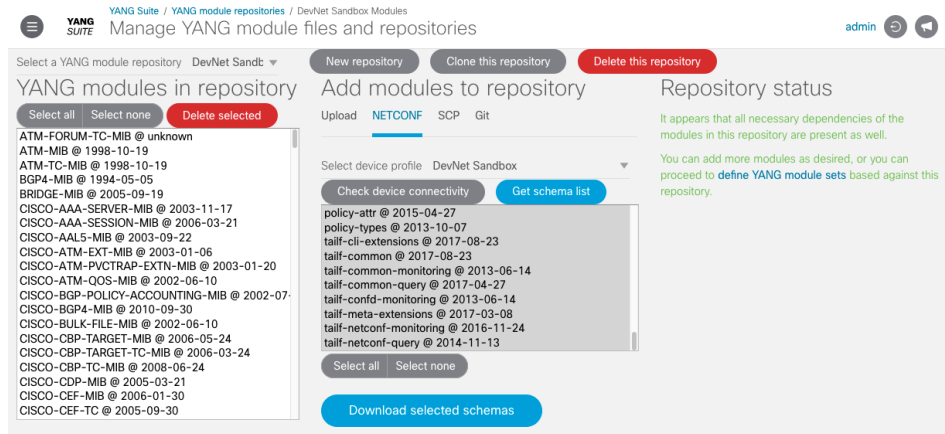 YANG Suite / YANG module repositories / DevNet Sandbox Modules
YANG SUITE
Manage YANG module files and repositories
admin
Select a YANG module repository DevNet Sandb
New repository
Clone this repository
Delete this repository
YANG modules in repository
Select all
Select none
Delete selected
ATM-FORUM-TC-MIB @ unknown
ATM-MIB @ 1998-10-19
ATM-TC-MIB @ 1998-10-19
BGP4-MIB @ 1994-05-05
BRIDGE-MIB @ 2005-09-19
CISCO-AAA-SERVER-MIB @ 2003-11-17
CISCO-AAA-SESSION-MIB @ 2006-03-21
CISCO-AAL5-MIB @ 2003-09-22
CISCO-ATM-EXT-MIB @ 2003-01-06
CISCO-ATM-PVCTRAP-EXTN-MIB @ 2003-01-20
CISCO-ATM-QOS-MIB @ 2002-06-10
CISCO-BGP-POLICY-ACCOUNTING-MIB @ 2002-07-
CISCO-BGP4-MIB @ 2010-09-30
CISCO-BULK-FILE-MIB @ 2002-06-10
CISCO-CBP-TARGET-MIB @ 2006-05-24
CISCO-CBP-TARGET-TC-MIB @ 2006-03-24
CISCO-CBP-TC-MIB @ 2008-06-24
CISCO-CDP-MIB @ 2005-03-21
CISCO-CEF-MIB @ 2006-01-30
CISCO-CEF-TC @ 2005-09-30
Add modules to repository
Upload NETCONF SCP Git
Select device profile DevNet Sandbox
Check device connectivity
Get schema list
policy-attr @ 2015-04-27
policy-types @ 2013-10-07
tailf-cli-extensions @ 2017-08-23
tailf-common @ 2017-08-23
tailf-common-monitoring @ 2013-06-14
tailf-common-query @ 2017-04-27
tailf-confd-monitoring @ 2013-06-14
tailf-meta-extensions @ 2017-03-08
tailf-netconf-monitoring @ 2016-11-24
tailf-netconf-query @ 2014-11-13
Select all
Select none
Download selected schemas
Repository status
It appears that all necessary dependencies of the
modules in this repository are present as well.
You can add more modules as desired, or you can
proceed to define YANG module sets based against this
repository.